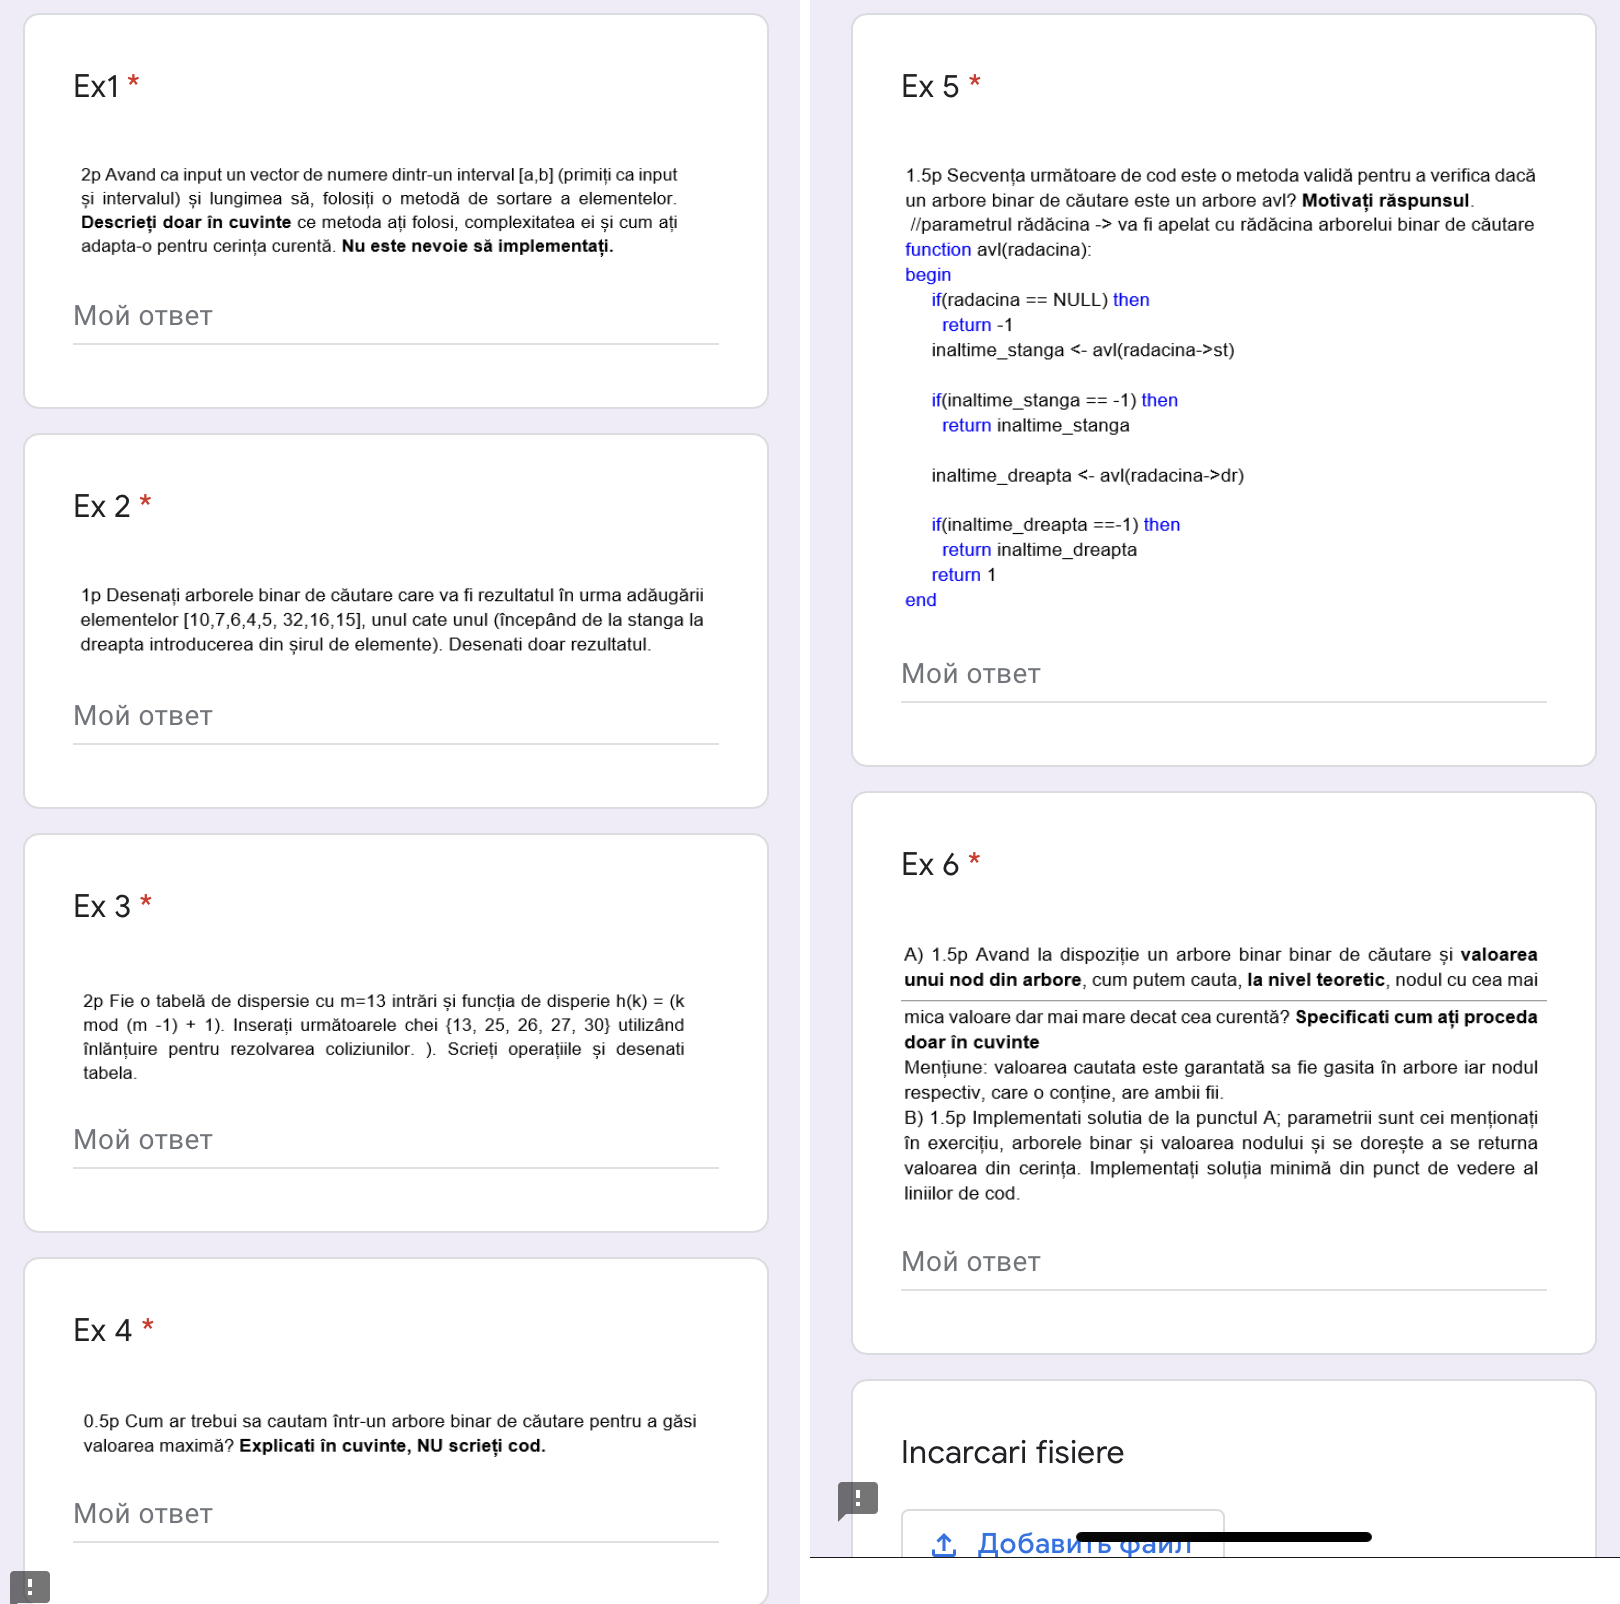 Ex1 *
2p Avand ca input un vector de numere dintr-un interval [a,b] (primiți ca input
și intervalul) și lungimea să, folosiți o metodă de sortare a elementelor.
Descrieți doar în cuvinte ce metoda ați folosi, complexitatea ei și cum ați
adapta-o pentru cerința curentă. Nu este nevoie să implementați.
Мой ответ
Ex 2 *
1p Desenați arborele binar de căutare care va fi rezultatul în urma adăugării
elementelor [10,7,6,4,5, 32,16,15], unul cate unul (începând de la stanga la
dreapta introducerea din șirul de elemente). Desenati doar rezultatul.
Мой ответ
Ex 3 *
2p Fie o tabelă de dispersie cu m=13 intrări și funcția de disperie h(k) = (k
mod (m -1) + 1). Inserați următoarele chei {13, 25, 26, 27, 30} utilizând
înlănțuire pentru rezolvarea coliziunilor. ). Scrieți operațiile și desenati
tabela.
Мой ответ
Ex 4 *
0.5p Cum ar trebui sa cautam într-un arbore binar de căutare pentru a găsi
valoarea maximă? Explicati în cuvinte, NU scrieți cod.
Мой ответ
Ex 5 *
1.5p Secvența următoare de cod este o metoda validă pentru a verifica dacă
un arbore binar de căutare este un arbore avl? Motivați răspunsul.
//parametrul rădăcina -> va fi apelat cu rădăcina arborelui binar de căutare
function avl(radacina):
begin
if(radacina == NULL) then
return -1
inaltime_stanga <- avl(radacina->st)
if(inaltime_stanga == -1) then
return inaltime_stanga
inaltime_dreapta <- avl(radacina->dr)
if(inaltime_dreapta ==-1) then
return inaltime_dreapta
return 1
end
Мой ответ
Ex 6 *
A) 1.5p Avand la dispoziție un arbore binar binar de căutare și valoarea
unui nod din arbore, cum putem cauta, la nivel teoretic, nodul cu cea mai
mica valoare dar mai mare decat cea curentă? Specificati cum ați proceda
doar în cuvinte
Mențiune: valoarea cautata este garantată sa fie gasita în arbore iar nodul
respectiv, care o conține, are ambii fii.
B) 1.5p Implementati solutia de la punctul A; parametrii sunt cei menționați
în exercițiu, arborele binar și valoarea nodului și se dorește a se returna
valoarea din cerința. Implementați soluția minimă din punct de vedere al
liniilor de cod.
Мой ответ
Incarcari fisiere
Добавить файл